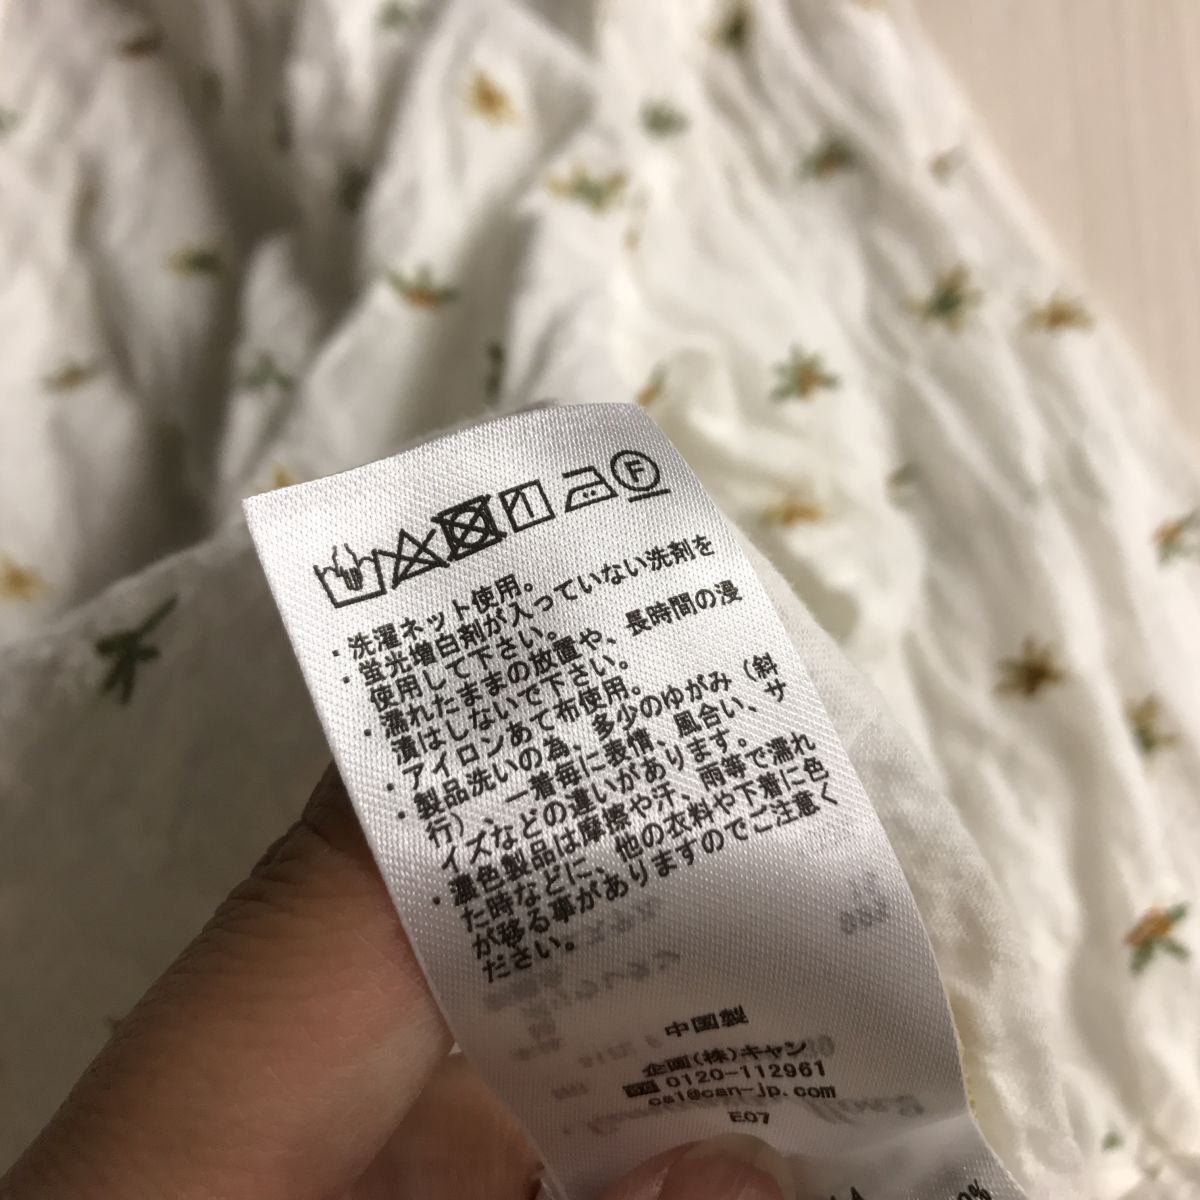 F
・洗濯ネット使用。
・蛍光増白剤が入っていない洗剤を
使用して下さい。
・濡れたままの放置や、長時間の浸
漬はしないで下さい。
・アイロンあて布使用。
・製品洗いの為、多少のゆがみ（斜
行）、一着毎に表情、風合い、サ
イズなどの違いがあります。
・濃色製品は摩擦や汗、雨等で濡れ
た時などに、他の衣料や下着に色
が移る事がありますのでご注意く
ださい。
中国製
企画(株)キャン
0120-112961
ca1@can-jp.com
E07